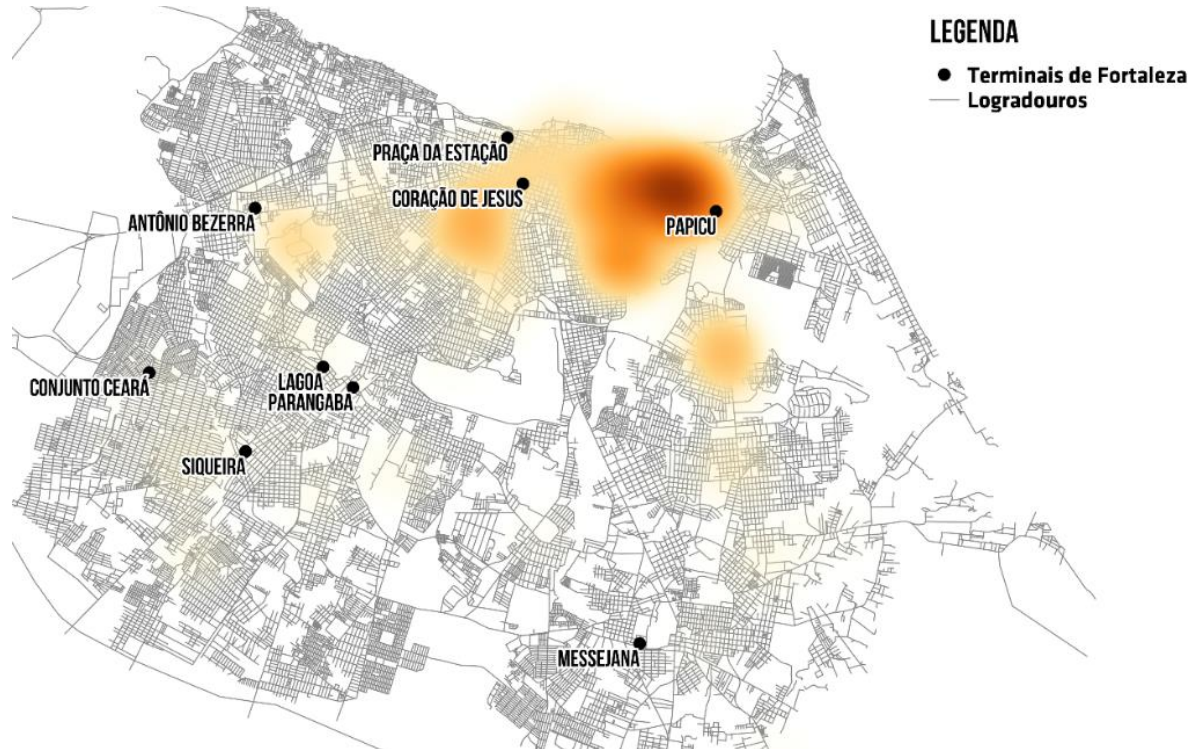 LEGENDA
Terminais de Fortaleza
Logradouros
PRAÇA DA ESTAÇÃO
CORAÇÃO DE JESUS
ANTÔNIO BEZERRA
PAPICU
CONJUNTO CEARÁ
LAGOA
PARANGABA
SIQUEIRA
MESSEJANA